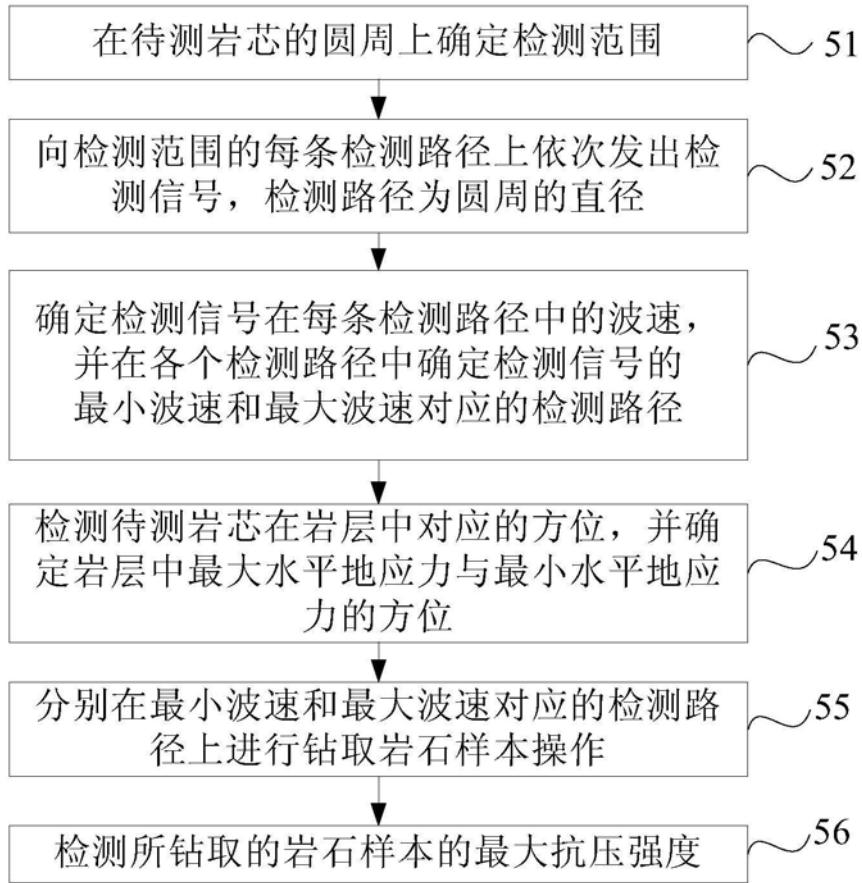 在待测岩芯的圆周上确定检测范围
51
向检测范围的每条检测路径上依次发出检
测信号，检测路径为圆周的直径
52
确定检测信号在每条检测路径中的波速，
并在各个检测路径中确定检测信号的
最小波速和最大波速对应的检测路径
53
检测待测岩芯在岩层中对应的方位，并确
定岩层中最大水平地应力与最小水平地应
力的方位
54
分别在最小波速和最大波速对应的检测路
径上进行钻取岩石样本操作
55
检测所钻取的岩石样本的最大抗压强度
56